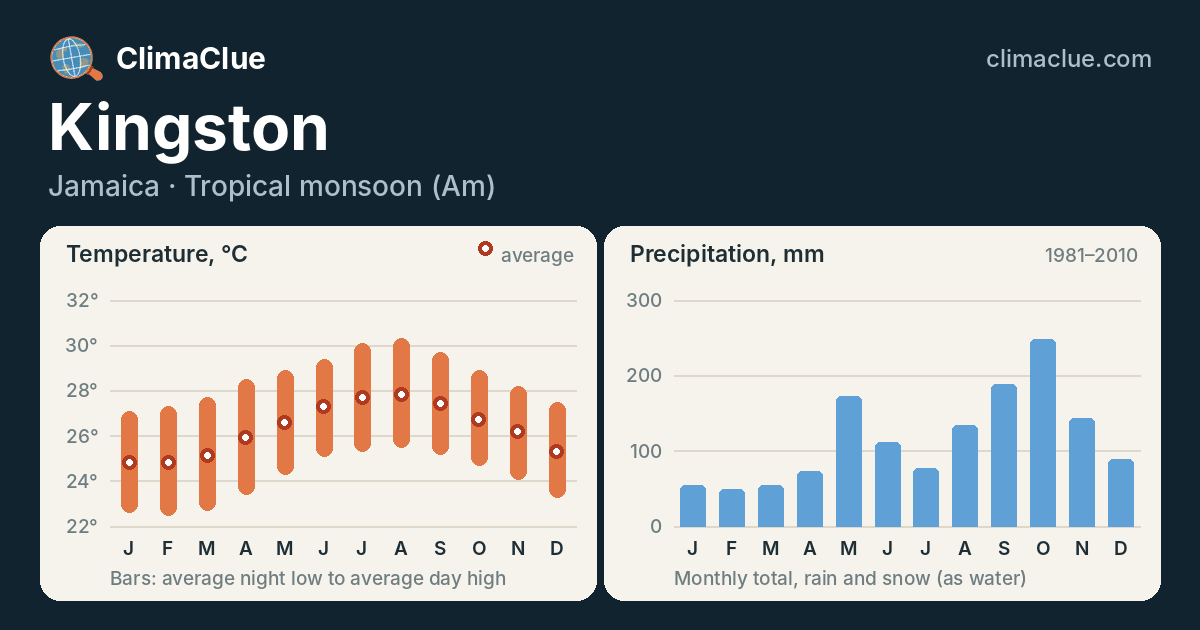 ClimaClue
climaclue.com
Kingston
Jamaica · Tropical monsoon (Am)
Temperature, °C
average
32°
30°
28°
26°
24°
22°
J F M A M J J A S O N D
Bars: average night low to average day high
Precipitation, mm
1981–2010
300
200
100
0
J F M A M J J A S O N D
Monthly total, rain and snow (as water)